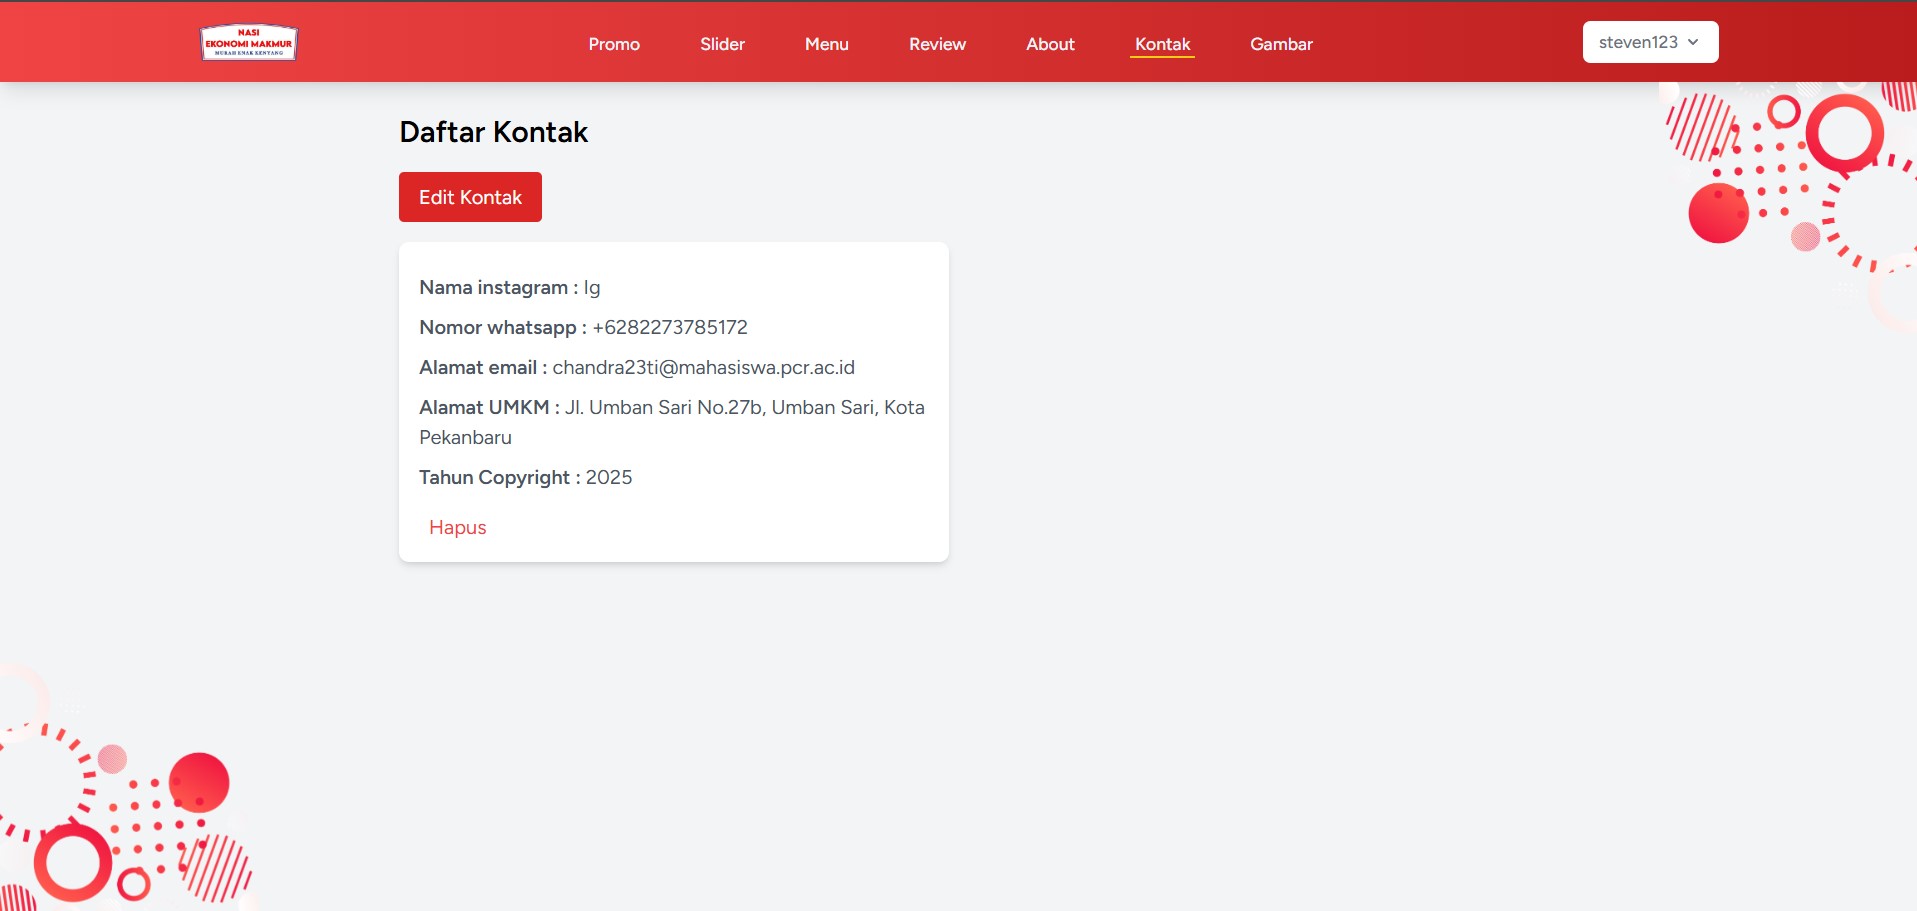 NASI
EKONOMI MAKMUR
MURAH ENAK KENYANG
Promo Slider Menu Review About Kontak Gambar
steven123
Daftar Kontak
Edit Kontak
Nama instagram : Ig
Nomor whatsapp : +6282273785172
Alamat email : chandra23ti@mahasiswa.pcr.ac.id
Alamat UMKM : Jl. Umban Sari No.27b, Umban Sari, Kota
Pekanbaru
Tahun Copyright : 2025
Hapus